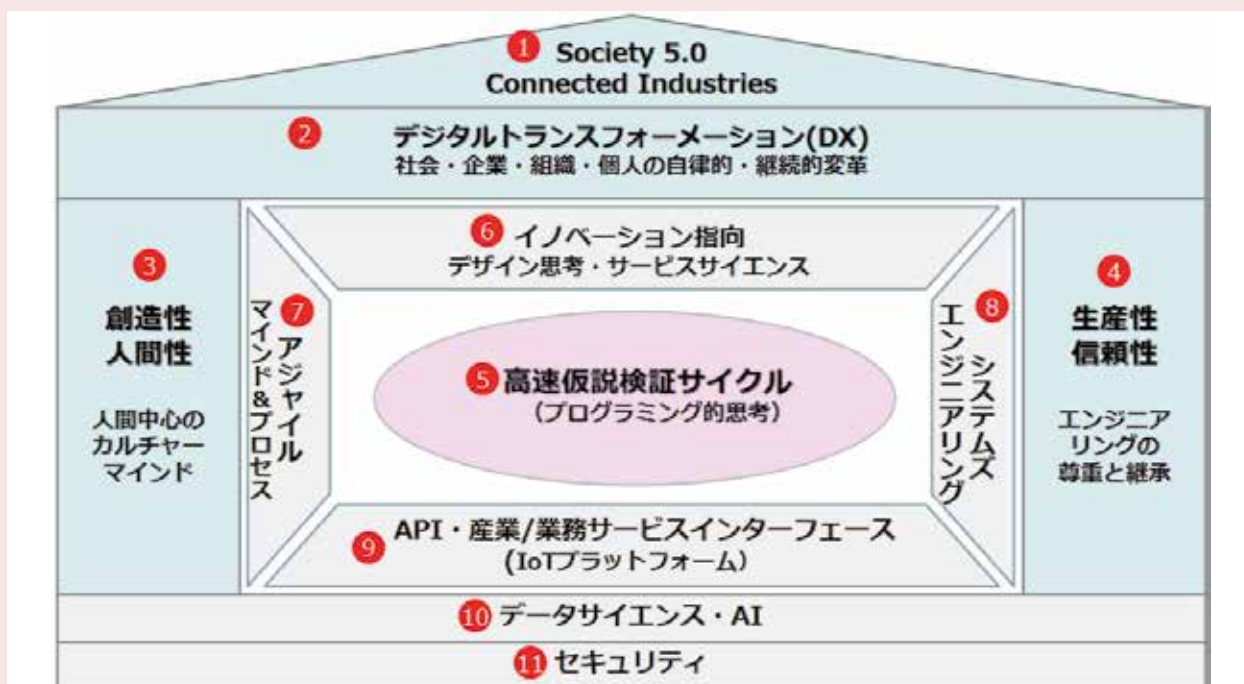 1 Society 5.0
Connected Industries
2 デジタルトランスフォーメーション(DX)
社会・企業・組織・個人の自律的・継続的変革
3
創造性
人間性
人間中心の
カルチャー
マインド
7 アジャイル
マインド&プロセス
6 イノベーション指向
デザイン思考・サービスサイエンス
5 高速仮説検証サイクル
(プログラミング的思考)
8 システムズ
エンジニアリング
4
生産性
信頼性
エンジニア
リングの
尊重と継承
9 API・産業/業務サービスインターフェース
(IoTプラットフォーム)
10 データサイエンス・AI
11 セキュリティ